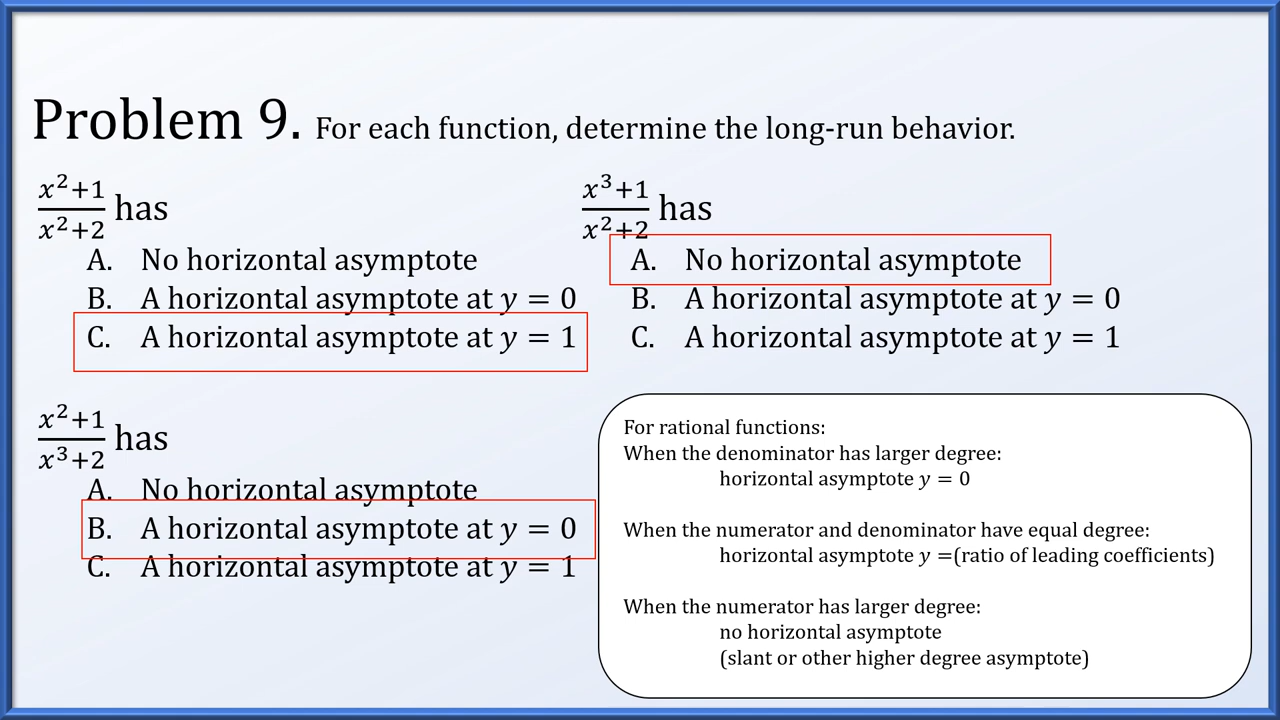 Problem 9. For each function, determine the long-run behavior.
x²+1
x²+2 has
A. No horizontal asymptote
B. A horizontal asymptote at y = 0
C. A horizontal asymptote at y = 1
x³+1
x²+2 has
A. No horizontal asymptote
B. A horizontal asymptote at y = 0
C. A horizontal asymptote at y = 1
x²+1
x³+2 has
A. No horizontal asymptote
B. A horizontal asymptote at y = 0
C. A horizontal asymptote at y = 1
For rational functions:
When the denominator has larger degree:
horizontal asymptote y = 0
When the numerator and denominator have equal degree:
horizontal asymptote y =(ratio of leading coefficients)
When the numerator has larger degree:
no horizontal asymptote
(slant or other higher degree asymptote)